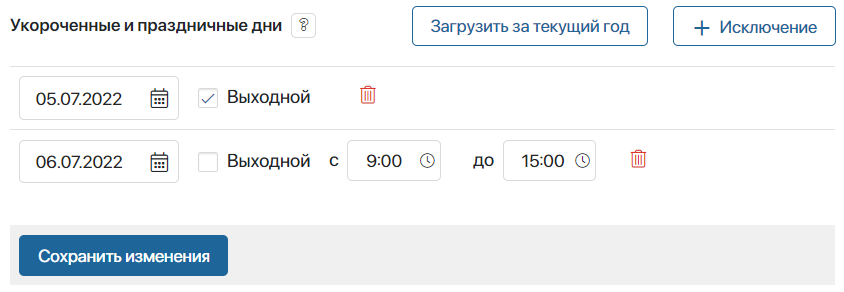 Укороченные и праздничные дни ? Загрузить за текущий год + Исключение
05.07.2022 Выходной
06.07.2022 Выходной с 9:00 до 15:00
Сохранить изменения